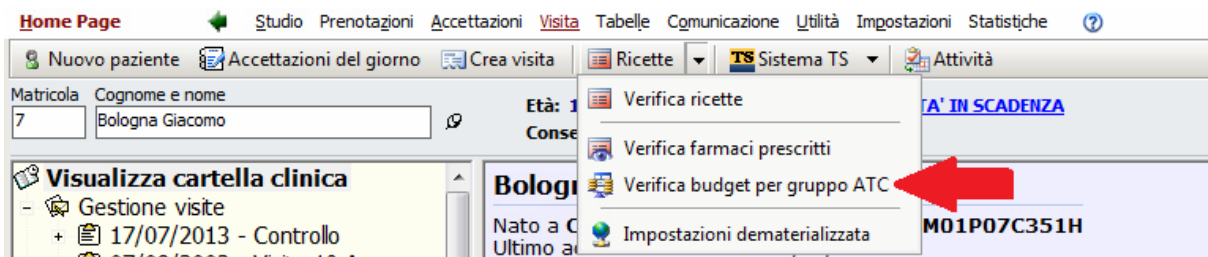 Home Page Studio Prenotazioni Accettazioni Visita Tabelle Comunicazione Utilità Impostazioni Statistiche
Nuovo paziente Accettazioni del giorno Crea visita Ricette TS Sistema TS Attività
Matricola Cognome e nome
7 Bologna Giacomo
Età: 1
TA' IN SCADENZA
Conse
Verifica ricette
Verifica farmaci prescritti
Verifica budget per gruppo ATC
Impostazioni dematerializzata
Visualizza cartella clinica
Gestione visite
17/07/2013 - Controllo
Bologn
Nato a C
M01P07C351H
Ultimo ac